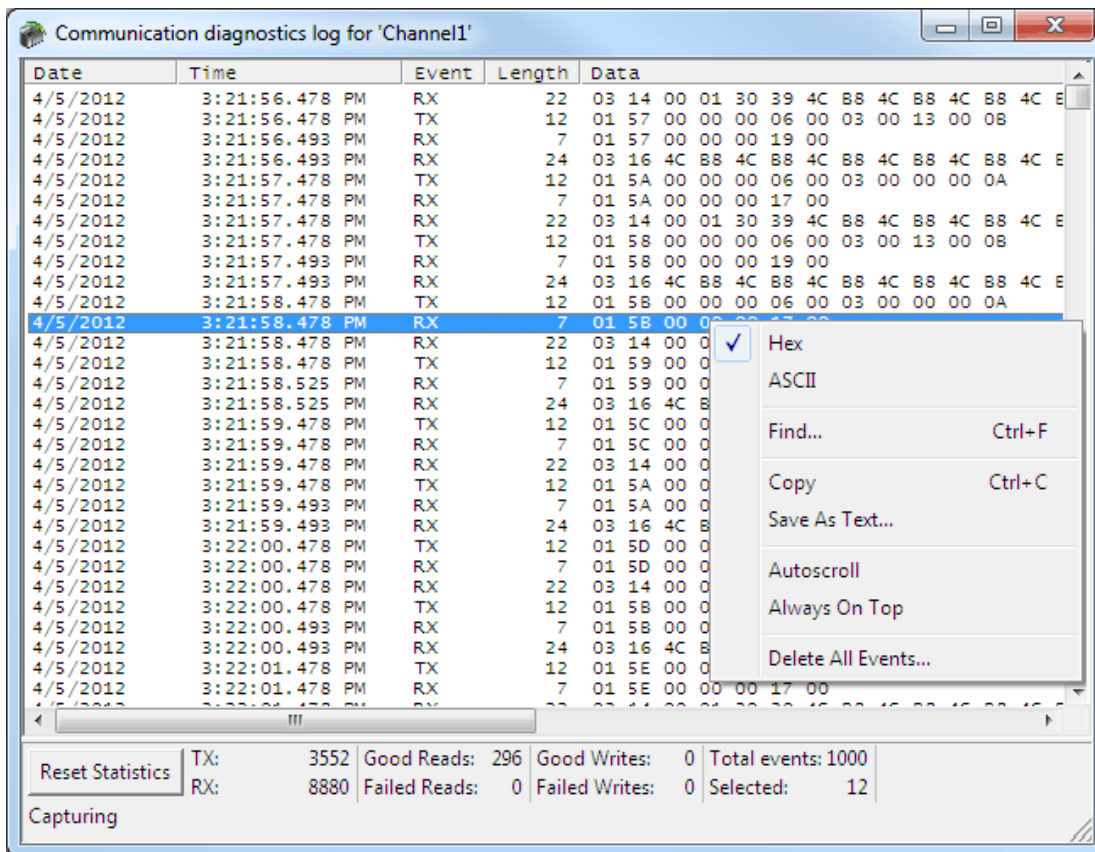 Communication diagnostics log for 'Channel1'
Date Time Event Length Data
4/5/2012 3:21:56.478 PM RX 22 03 14 00 01 30 39 4C B8 4C B8 4C B8 4C
4/5/2012 3:21:56.478 PM TX 12 01 57 00 00 00 06 00 03 00 13 00 0B
4/5/2012 3:21:56.493 PM RX 7 01 57 00 00 00 19 00
4/5/2012 3:21:56.493 PM RX 24 03 16 4C B8 4C B8 4C B8 4C B8 4C B8 4C
4/5/2012 3:21:57.478 PM TX 12 01 5A 00 00 00 06 00 03 00 00 00 0A
4/5/2012 3:21:57.478 PM RX 7 01 5A 00 00 00 17 00
4/5/2012 3:21:57.478 PM RX 22 03 14 00 01 30 39 4C B8 4C B8 4C B8 4C
4/5/2012 3:21:57.478 PM TX 12 01 58 00 00 00 06 00 03 00 13 00 0B
4/5/2012 3:21:57.493 PM RX 7 01 58 00 00 00 19 00
4/5/2012 3:21:57.493 PM RX 24 03 16 4C B8 4C B8 4C B8 4C B8 4C B8 4C
4/5/2012 3:21:58.478 PM TX 12 01 5B 00 00 00 06 00 03 00 00 00 0A
4/5/2012 3:21:58.478 PM RX 7 01 5B 00
4/5/2012 3:21:58.478 PM RX 22 03 14 00
4/5/2012 3:21:58.478 PM TX 12 01 59 00
4/5/2012 3:21:58.525 PM RX 7 01 59 00
4/5/2012 3:21:58.525 PM RX 24 03 16 4C
4/5/2012 3:21:59.478 PM TX 12 01 5C 00
4/5/2012 3:21:59.478 PM RX 7 01 5C 00
4/5/2012 3:21:59.478 PM RX 22 03 14 00
4/5/2012 3:21:59.478 PM TX 12 01 5A 00
4/5/2012 3:21:59.493 PM RX 7 01 5A 00
4/5/2012 3:21:59.493 PM RX 24 03 16 4C
4/5/2012 3:22:00.478 PM TX 12 01 5D 00
4/5/2012 3:22:00.478 PM RX 7 01 5D 00
4/5/2012 3:22:00.478 PM RX 22 03 14 00
4/5/2012 3:22:00.478 PM TX 12 01 5B 00
4/5/2012 3:22:00.493 PM RX 7 01 5B 00
4/5/2012 3:22:00.493 PM RX 24 03 16 4C
4/5/2012 3:22:01.478 PM TX 12 01 5E 00
4/5/2012 3:22:01.478 PM RX 7 01 5E 00 00 00 17 00
Hex
ASCII
Find... Ctrl+F
Copy Ctrl+C
Save As Text...
Autoscroll
Always On Top
Delete All Events...
Reset Statistics
TX: 3552 Good Reads: 296 Good Writes: 0 Total events: 1000
RX: 8880 Failed Reads: 0 Failed Writes: 0 Selected: 12
Capturing